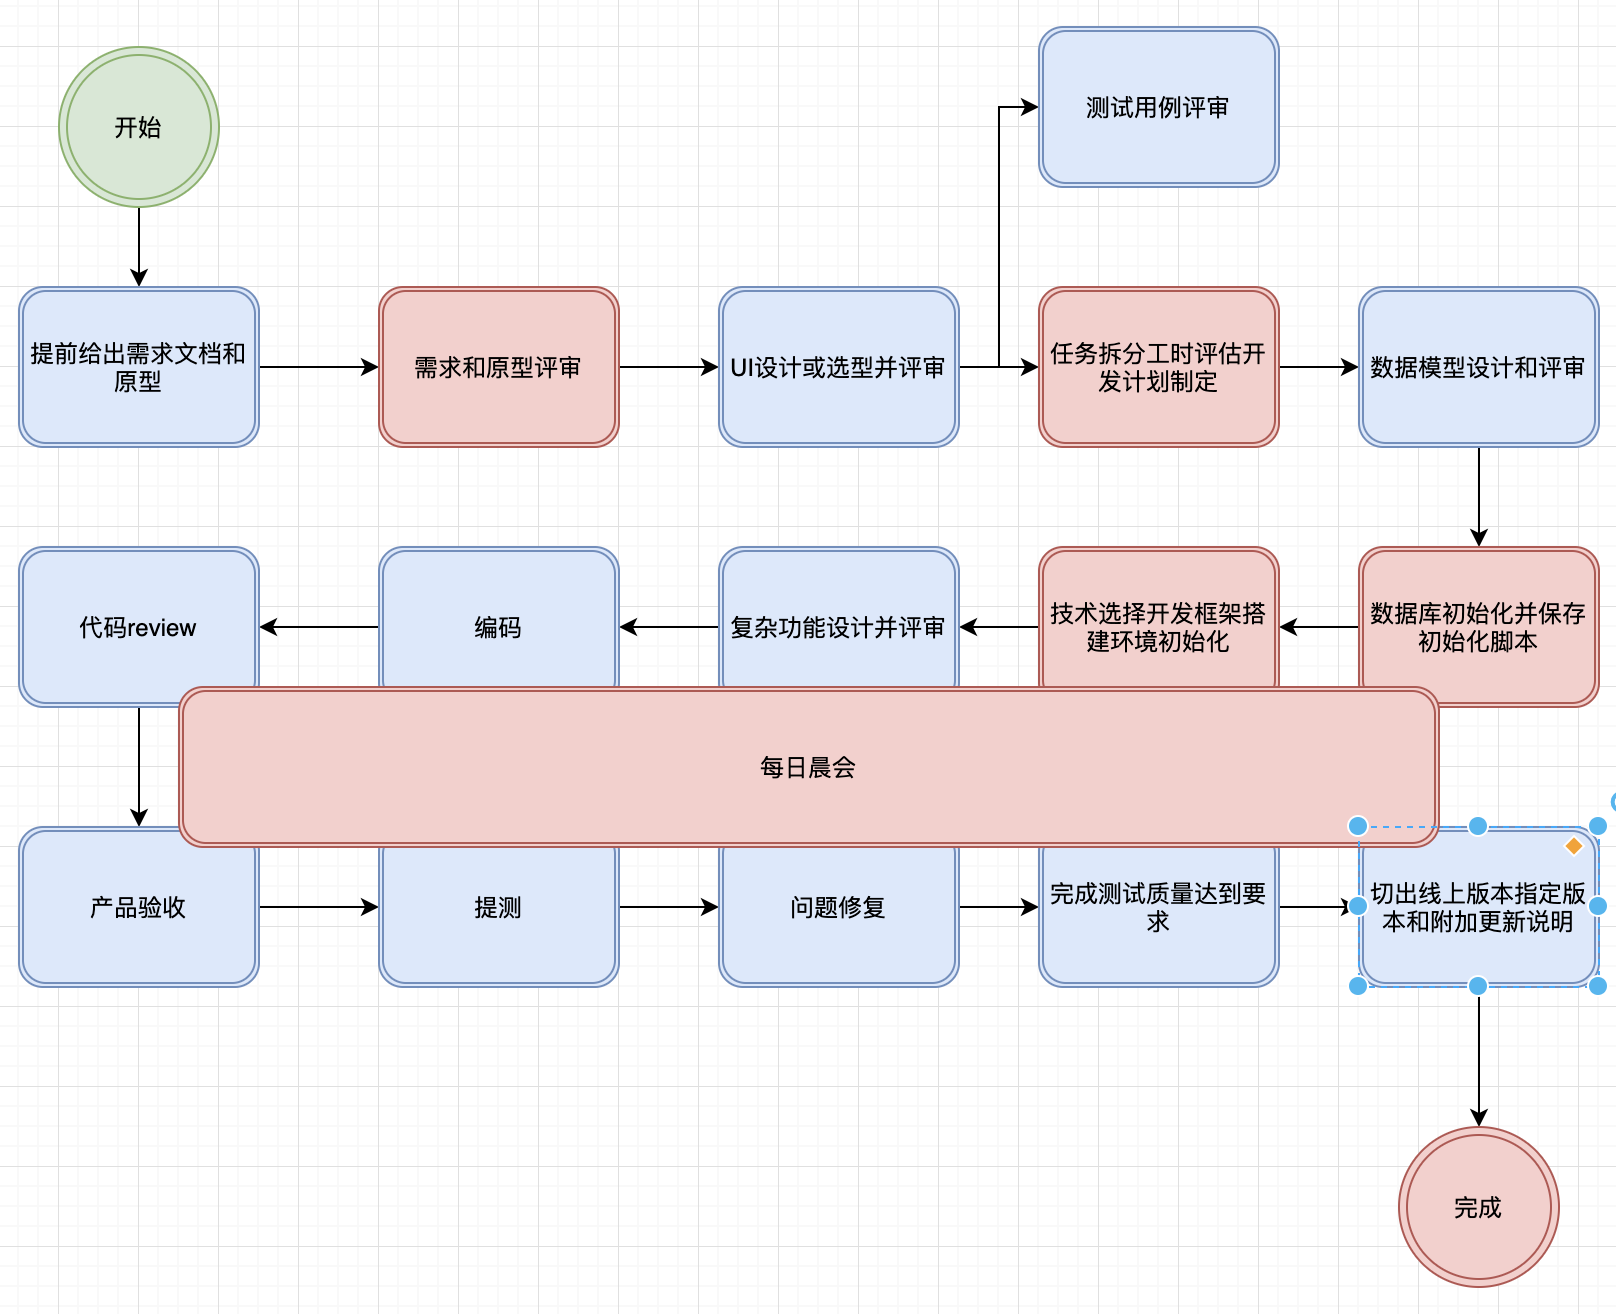 开始
测试用例评审
提前给出需求文档和
原型
需求和原型评审
UI设计或选型并评审
任务拆分工时评估开
发计划制定
数据模型设计和评审
代码review
编码
复杂功能设计并评审
技术选择开发框架搭
建环境初始化
数据库初始化并保存
初始化脚本
每日晨会
产品验收
提测
问题修复
完成测试质量达到要
求
切出线上版本指定版
本和附加更新说明
完成